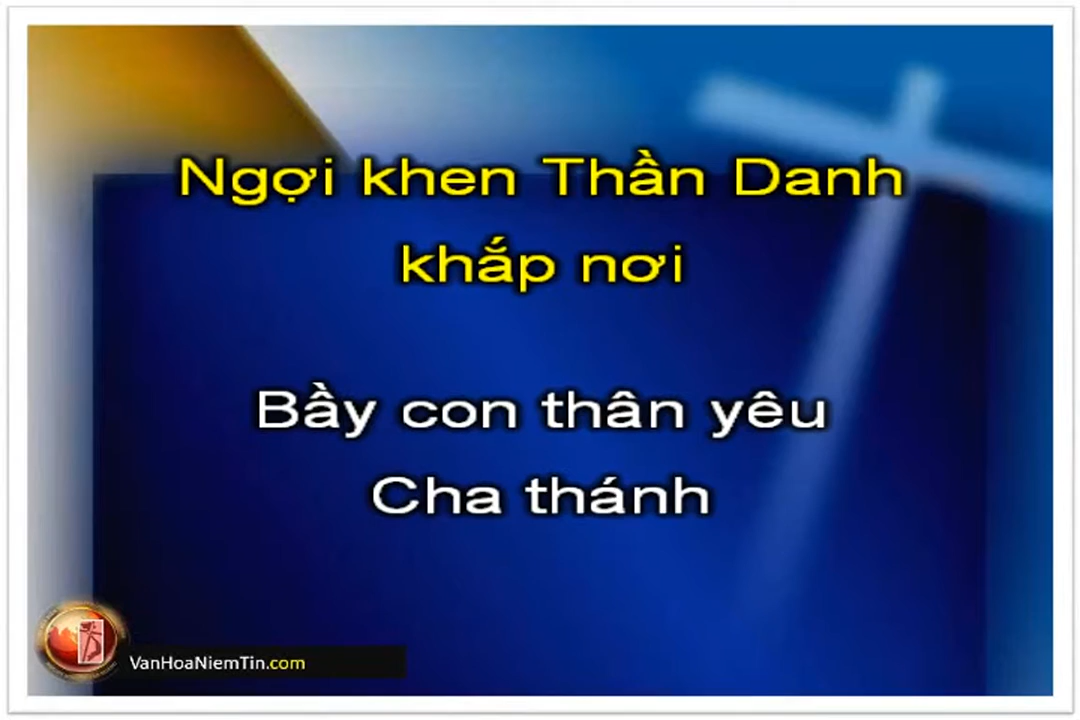 Ngợi khen Thần Danh
khắp nơi
Bầy con thân yêu
Cha thánh
VanHoaNiemTin.com